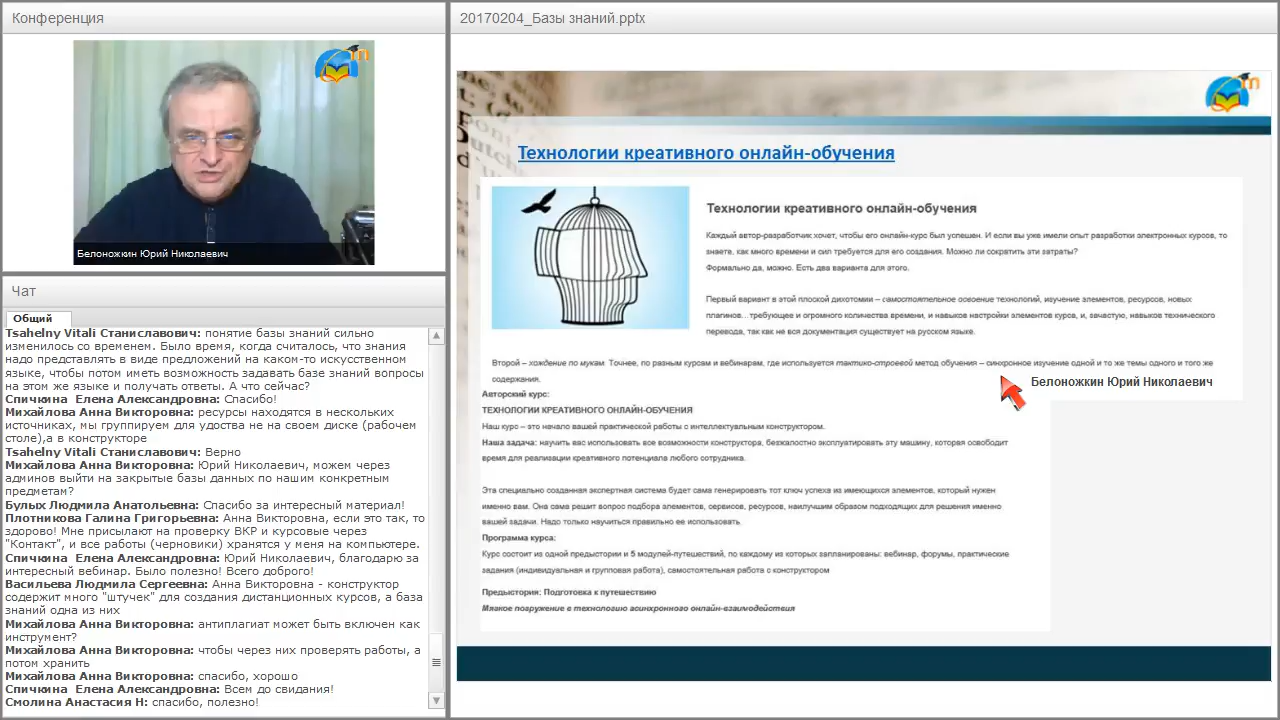 Конференция
Белоножкин Юрий Николаевич
Чат
Общий
Tsahelny Vitali Станиславович: понятие базы знаний сильно
изменилось со временем. Было время, когда считалось, что знания
надо представлять в виде предложений на каком-то искусственном
языке, чтобы потом имея возможность задать базе знаний вопросы
на этом же языке и получать ответы. А что сейчас?
Спичкина Елена Александровна: Спасибо!
Михайлова Анна Викторовна: ресурсы находятся в нескольких
источниках, мы группируем для удоства не на своем диске (рабочем
столе),а в конструкторе
Tsahelny Vitali Станиславович: Верно
Михайлова Анна Викторовна: Юрий Николаевич, можем через
админов выйти на закрытые базы данных по нашим конкретным
предметам?
Булых Людмила Анатольевна: Спасибо за интересный материал!
Плотникова Галина Григорьевна: Анна Викторовна, если это так, то
здорово! Мне присылают на проверку ВКР и курсовые через
"Контакт", и все работы (черновики) хранятся у меня на компьютере.
Спичкина Елена Александровна: Юрий Николаевич, благодарю за
интересный вебинар. Было полезно! Всего доброго!
Васильева Людмила Сергеевна: Анна Викторовна - конструктор
содержит много "штучек" для создания дистанционных курсов, а база
знаний одна из них
Михайлова Анна Викторовна: антиплагиат может быть включен как
инструмент?
Михайлова Анна Викторовна: чтобы через них проверять работы, а
потом хранить
Михайлова Анна Викторовна: спасибо, хорошо
Спичкина Елена Александровна: Всем до свидания!
Смолина Анастасия Н: спасибо, полезно!
20170204_Базы знаний.pptx
Технологии креативного онлайн-обучения
Технологии креативного онлайн-обучения
Каждый автор-разработчик хочет, чтобы его онлайн-курс был успешен. И если вы уже имели опыт разработки электронных курсов, то
знаете, как много времени и сил требуется для его создания. Можно ли сократить эти затраты?
Формально да, можно. Есть два варианта для этого.
Первый вариант в этой плоской дихотомии – самостоятельное освоение технологий, изучение элементов, ресурсов, новых
плагинов... требующее и огромного количества времени, и навыков настройки элементов курса, и, зачастую, навыков технического
перевода, так как не вся документация существует на русском языке.
Второй – хождение по мукам. Точнее, по разным курсам и вебинарам, где используется тактико-строевой метод обучения – синхронное изучение одной и то же темы одного и того же
содержания.
Белоножкин Юрий Николаевич
Авторский курс:
ТЕХНОЛОГИИ КРЕАТИВНОГО ОНЛАЙН-ОБУЧЕНИЯ
Наш курс – это начало вашей практической работы с интеллектуальным конструктором.
Наша задача: научить вас использовать все возможности конструктора, безжалостно эксплуатировать эту машину, которая освободит
время для реализации креативного потенциала любого сотрудника.
Эта специально созданная экспертная система будет сама генерировать тот ключ успеха из имеющихся элементов, который нужен
именно вам. Она сама решит вопрос подбора элементов, сервисов, ресурсов, наилучшим образом подходящих для решения именно
вашей задачи. Надо только научиться правильно ее использовать.
Программа курса:
Курс состоит из одной предыстории и 5 модулей-путешествий, по каждому из которых запланированы: вебинар, форумы, практические
задания (индивидуальная и групповая работа), самостоятельная работа с конструктором
Предыстория: Подготовка к путешествию
Мягкое погружение в технологию асинхронного онлайн-взаимодействия